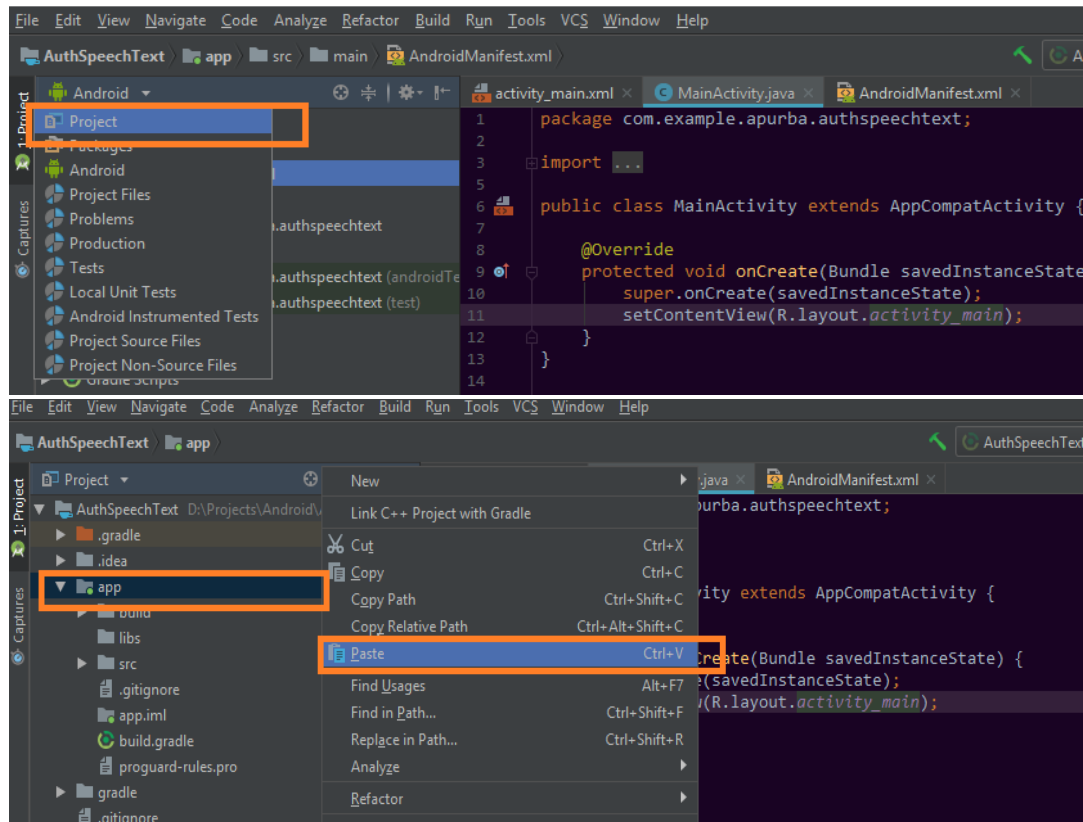 File Edit View Navigate Code Analyze Refactor Build Run Tools VCS Window Help
AuthSpeechText app src main AndroidManifest.xml A
1: Project
Captures
Android
Project
Packages
Android
Project Files
Problems
Production
Tests
Local Unit Tests
Android Instrumented Tests
Project Source Files
Project Non-Source Files
Gradle Scripts
.authspeechtext
.authspeechtext (androidTe
.authspeechtext (test)
activity_main.xml MainActivity.java AndroidManifest.xml
1 package com.example.apurba.authspeechtext;
2
3 import ...
5
6 public class MainActivity extends AppCompatActivity {
7
8 @Override
9 protected void onCreate(Bundle savedInstanceState
10 super.onCreate(savedInstanceState);
11 setContentView(R.layout.activity_main);
12 }
13 }
14
File Edit View Navigate Code Analyze Refactor Build Run Tools VCS Window Help
AuthSpeechText app AuthSpeechTex
1: Project
Captures
Project
AuthSpeechText D:\Projects\Android\
.gradle
.idea
app
build
libs
src
.gitignore
app.iml
build.gradle
proguard-rules.pro
gradle
.gitignore
New
Link C++ Project with Gradle
Cut Ctrl+X
Copy Ctrl+C
Copy Path Ctrl+Shift+C
Copy Relative Path Ctrl+Alt+Shift+C
Paste Ctrl+V
Find Usages Alt+F7
Find in Path... Ctrl+Shift+F
Replace in Path... Ctrl+Shift+R
Analyze
Refactor
.java AndroidManifest.xml
purba.authspeechtext;
ity extends AppCompatActivity {
Create(Bundle savedInstanceState) {
(savedInstanceState);
(R.layout.activity_main);